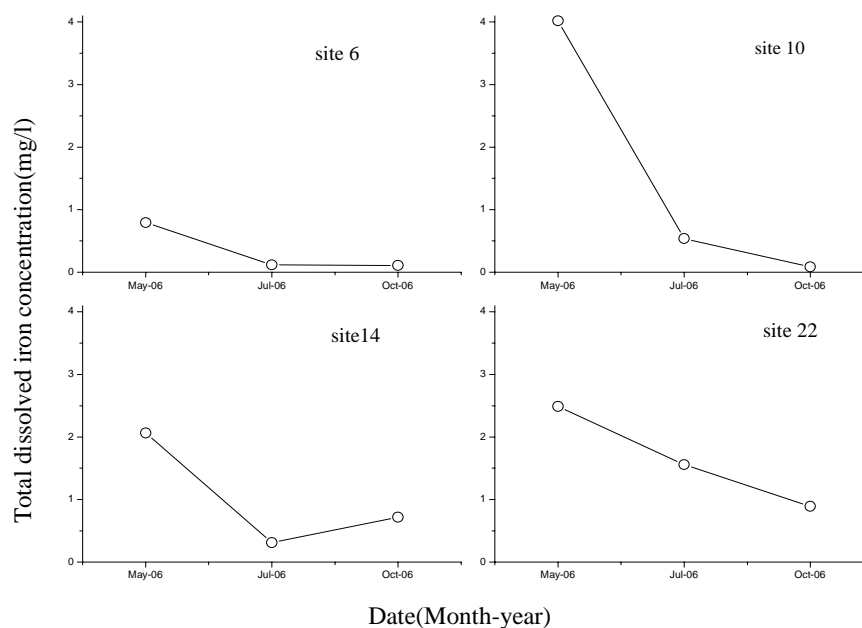 site 6
4
3
2
1
0
May-06
Jul-06
Oct-06
site 10
4
3
2
1
0
May-06
Jul-06
Oct-06
site14
4
3
2
1
0
May-06
Jul-06
Oct-06
site 22
4
3
2
1
0
May-06
Jul-06
Oct-06
Total dissolved iron concentration(mg/l)
Date(Month-year)